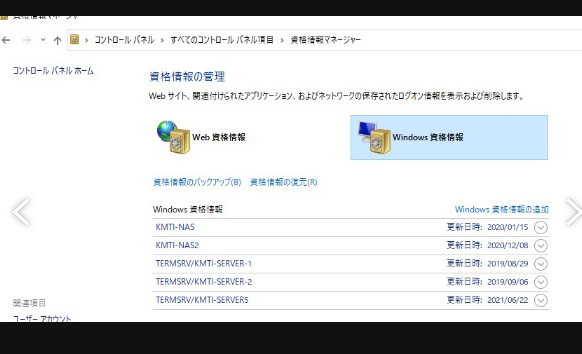 資格情報マネージャー
コントロール パネル › すべてのコントロール パネル項目 › 資格情報マネージャー
コントロール パネル ホーム
資格情報の管理
Web サイト、関連付けられたアプリケーション、およびネットワークの保存されたログオン情報を表示および削除します。
Web 資格情報
Windows 資格情報
資格情報のバックアップ(B) 資格情報の復元(R)
Windows 資格情報 Windows 資格情報の追加
KMTI-NAS 更新日時: 2020/01/15
KMTI-NAS2 更新日時: 2020/12/08
TERMSRV/KMTI-SERVER-1 更新日時: 2019/08/29
TERMSRV/KMTI-SERVER-2 更新日時: 2019/09/06
TERMSRV/KMTI-SERVER5 更新日時: 2021/06/22
関連項目
ユーザー アカウント